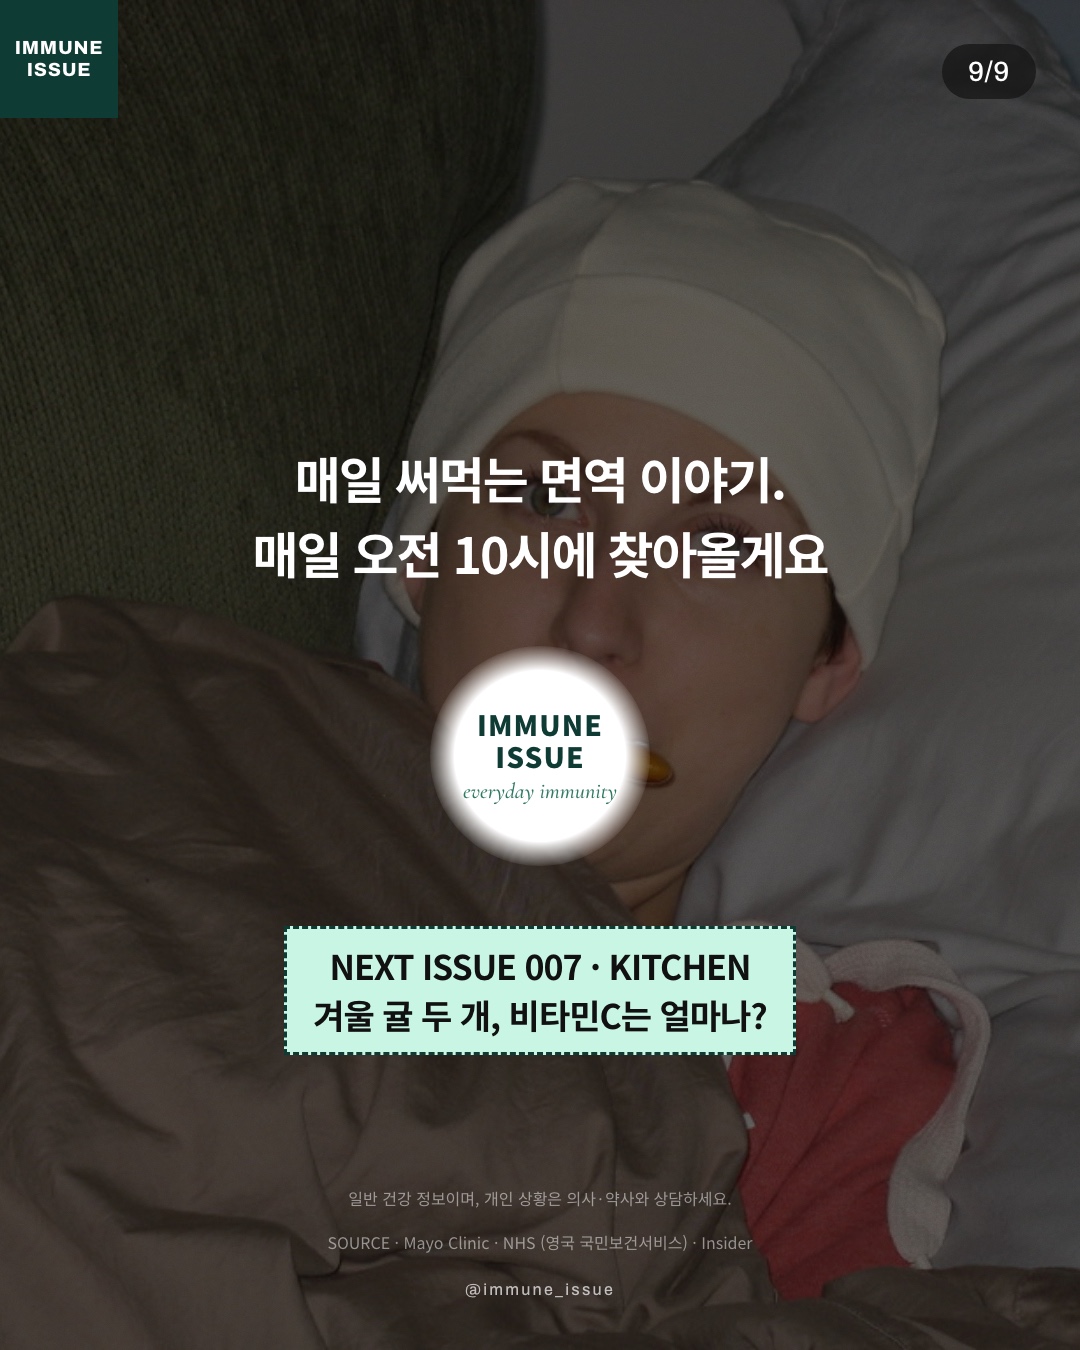 IMMUNE
ISSUE
9/9
매일 써먹는 면역 이야기.
매일 오전 10시에 찾아올게요
IMMUNE
ISSUE
everyday immunity
NEXT ISSUE 007 · KITCHEN
겨울 귤 두 개, 비타민C는 얼마나?
일반 건강 정보이며, 개인 상황은 의사·약사와 상담하세요.
SOURCE · Mayo Clinic · NHS (영국 국민보건서비스) · Insider
@immune_issue